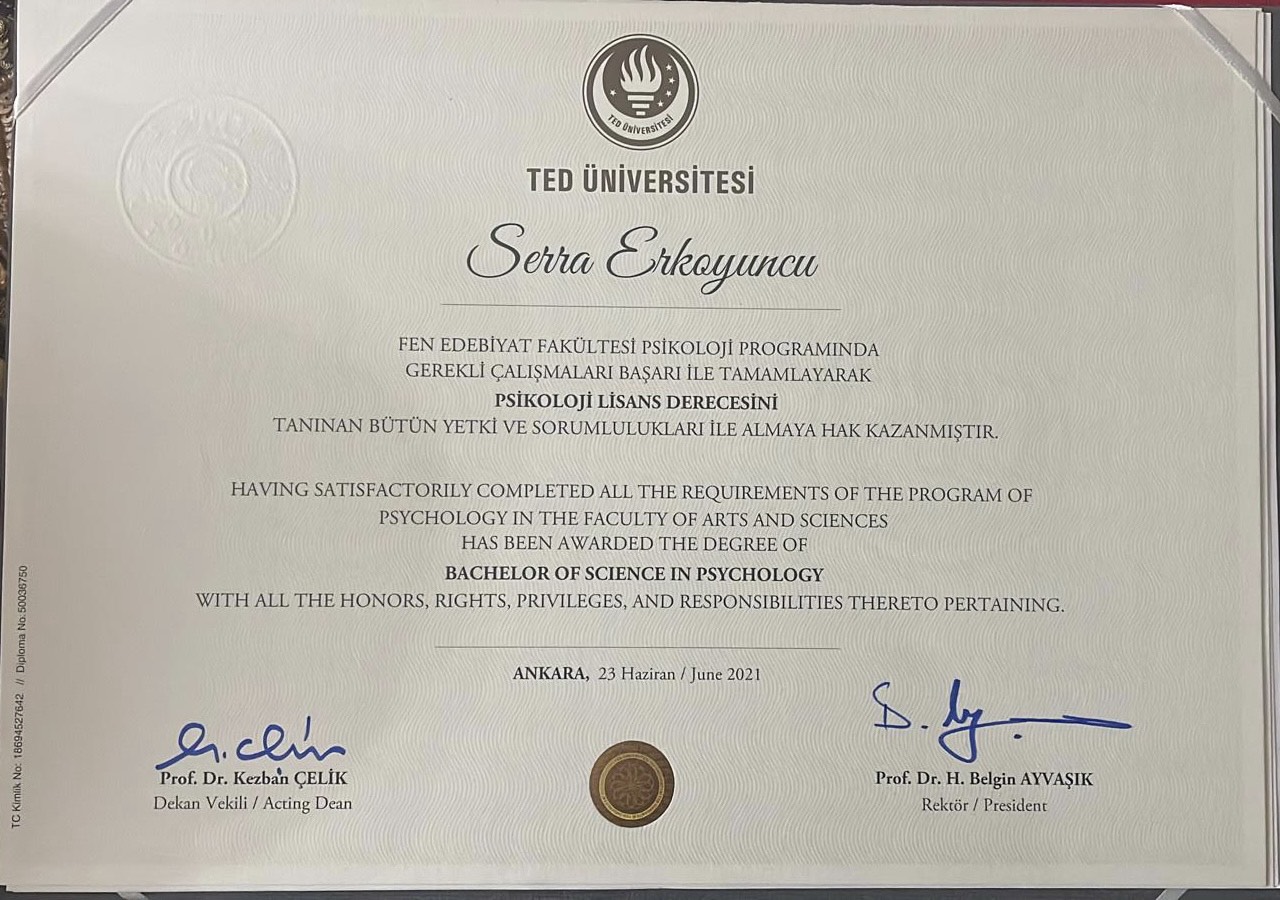 TED ÜNİVERSİTESİ
TED ÜNİVERSİTESİ
Serra Erkoyuncu
FEN EDEBİYAT FAKÜLTESİ PSİKOLOJİ PROGRAMINDA
GEREKLİ ÇALIŞMALARI BAŞARI İLE TAMAMLAYARAK
PSİKOLOJİ LİSANS DERECESİNİ
TANINAN BÜTÜN YETKİ VE SORUMLULUKLARI İLE ALMAYA HAK KAZANMIŞTIR.
HAVING SATISFACTORILY COMPLETED ALL THE REQUIREMENTS OF THE PROGRAM OF
PSYCHOLOGY IN THE FACULTY OF ARTS AND SCIENCES
HAS BEEN AWARDED THE DEGREE OF
BACHELOR OF SCIENCE IN PSYCHOLOGY
WITH ALL THE HONORS, RIGHTS, PRIVILEGES, AND RESPONSIBILITIES THERETO PERTAINING.
ANKARA, 23 Haziran / June 2021
Prof. Dr. Kezban ÇELİK
Dekan Vekili / Acting Dean
Prof. Dr. H. Belgin AYVAŞIK
Rektör / President
TC Kimlik No: 18694527642 // Diploma No:50036750